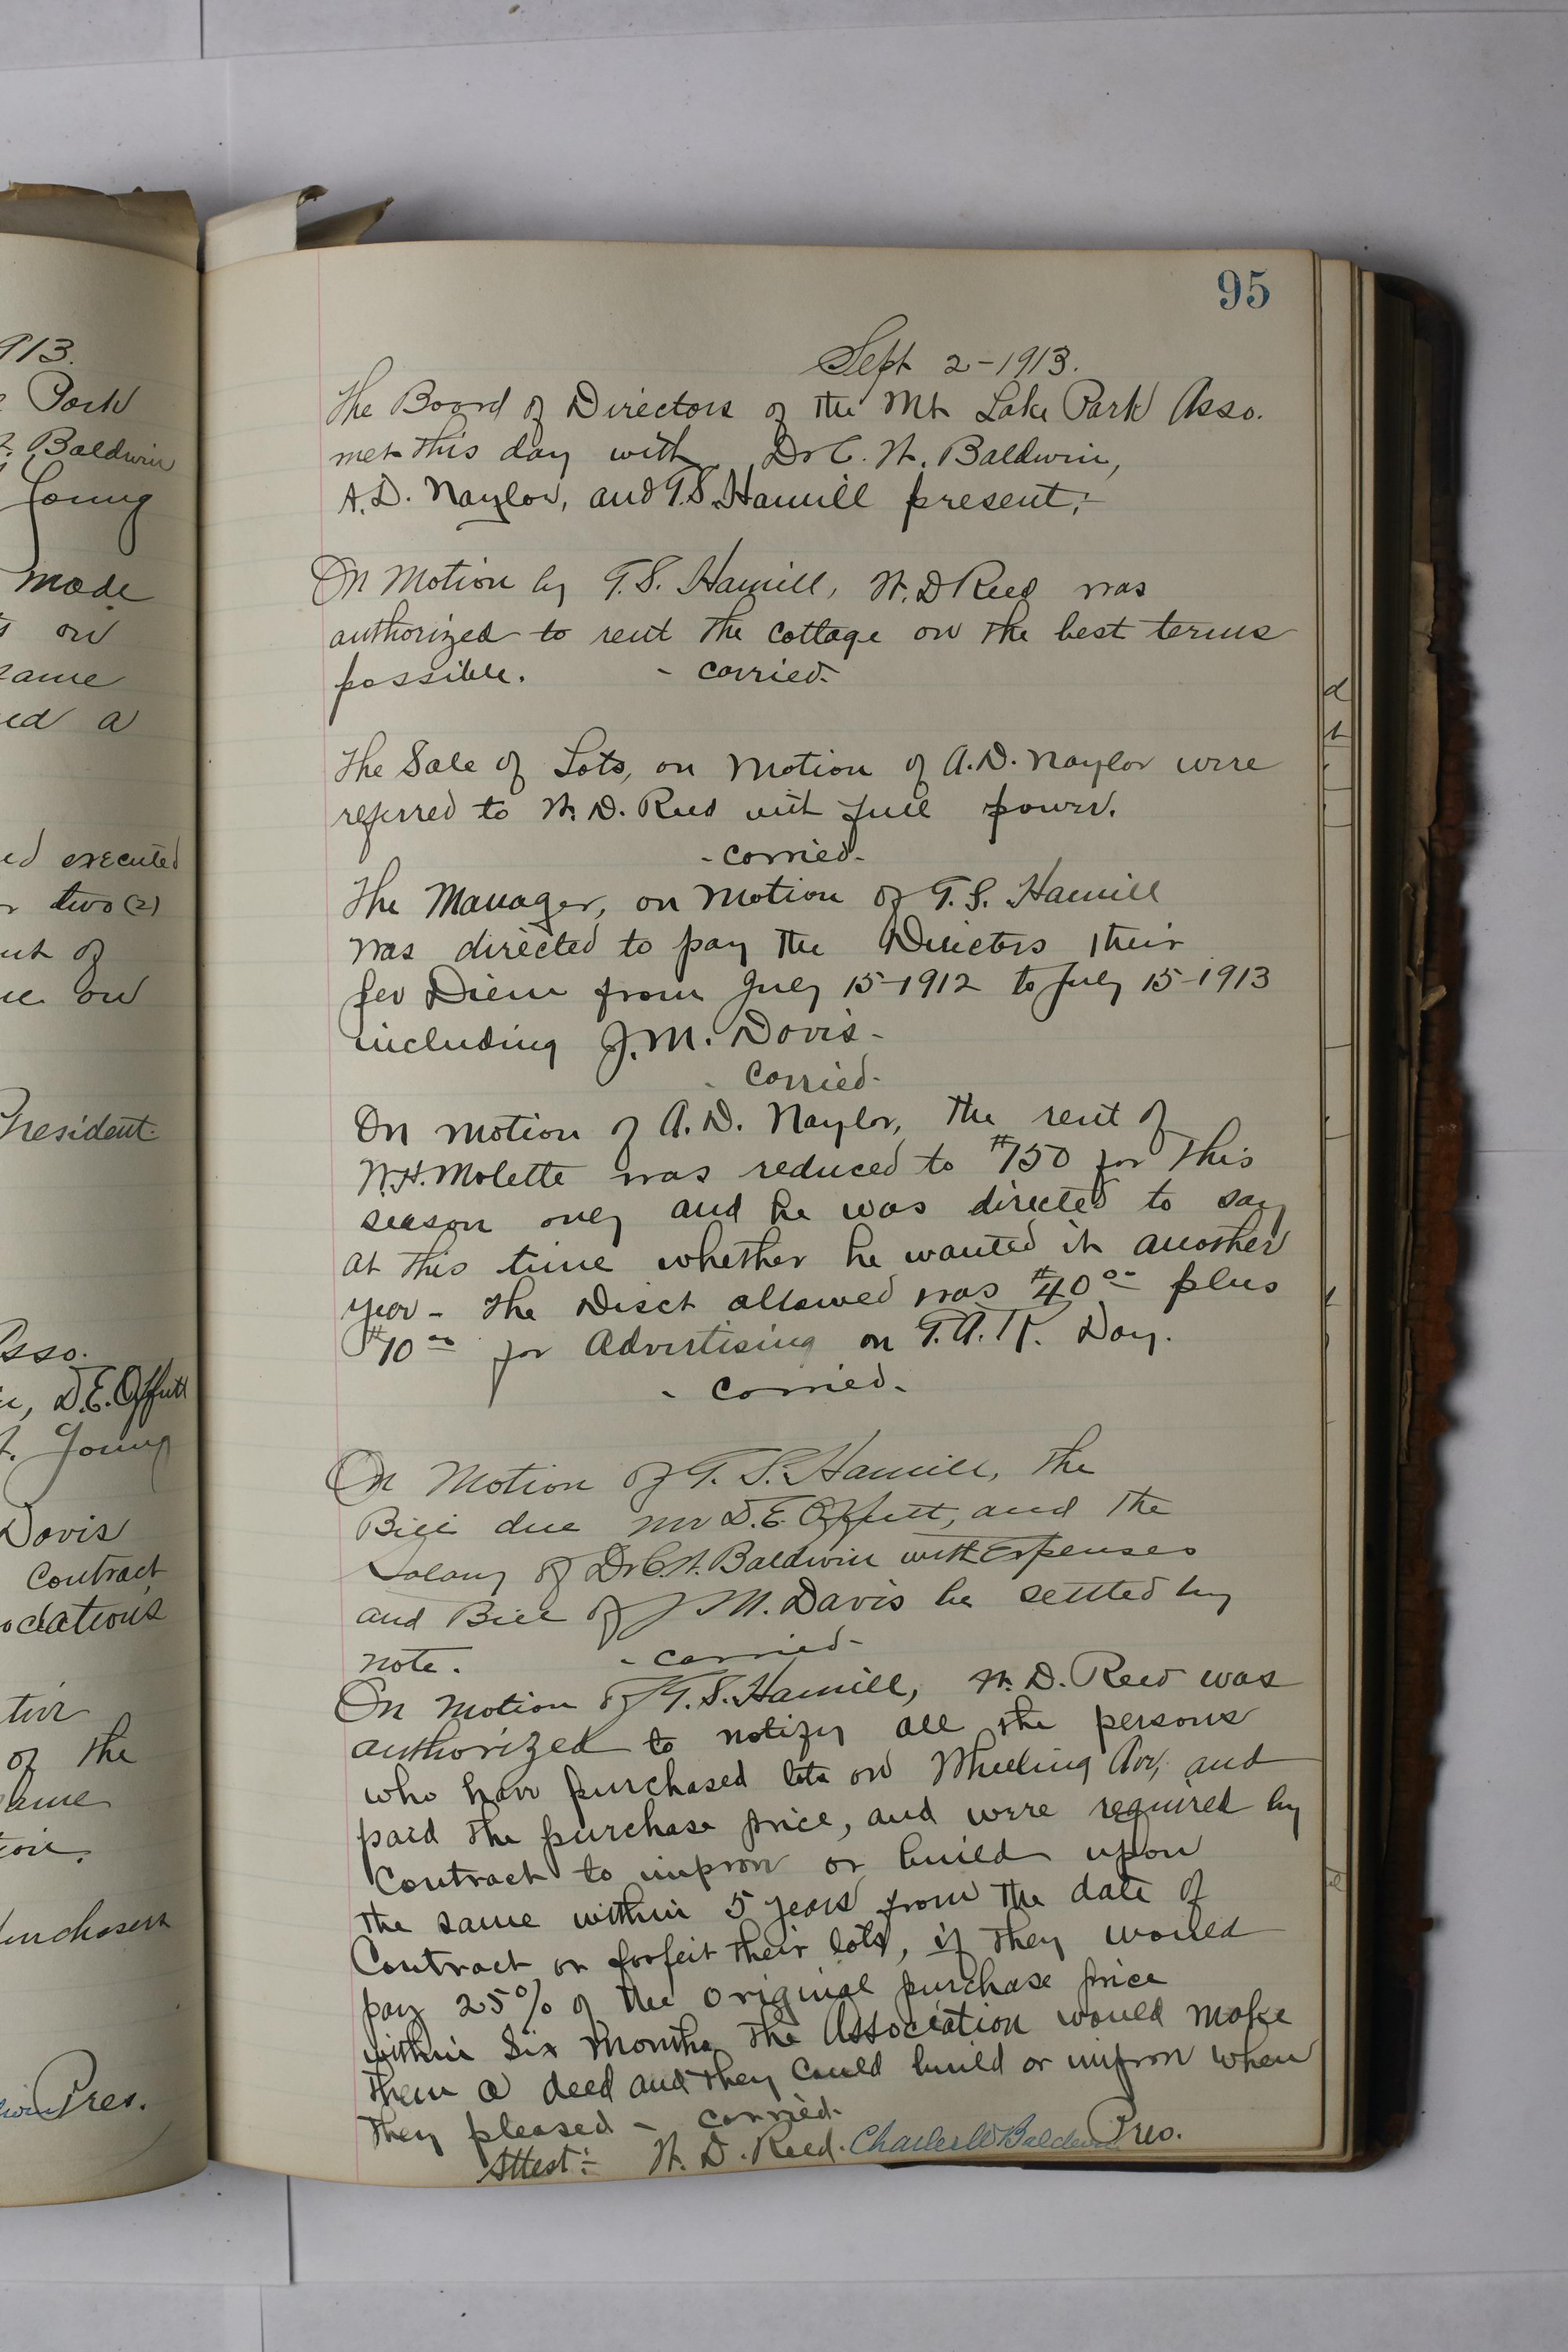 913.
Park
Baldwin
Young
made
on
same
ed a
ed executed
two (2)
of
on
President
Asso.
D.E. Offutt
Young
Davis
Contract
ociations
of the
same
purchasers
Pres.
95
Sept 2-1913.
The Board of Directors of the Mt Lake Park Asso.
met this day with Dr C. W. Baldwin,
A.D. Naylor, and T.S. Hamill present:-
On Motion by T.S. Hamill, W. D Reed was
authorized to rent the cottage on the best terms
possible. - carried-
The Sale of Lots, on Motion of A.D. Naylor were
referred to W. D. Reed with full power.
- carried-
The Manager, on Motion of T.S. Hamill
was directed to pay the Directors their
per Diem from July 15-1912 to July 15-1913
including J.M. Davis-
- carried-
On motion of A. D. Naylor, the rent of
W.H. Molette was reduced to $150 for this
season only and he was directed to say
at this time whether he wanted it another
year - The Disct allowed was $40 00 plus
$10 00 for Advertising on Day.
- carried-
On Motion of T. S. Hamill, the
Bill due Mr D.E. Offutt, and the
Salary of Dr C.W. Baldwin with Expenses
and Bill of J M. Davis be settled by
note. - carried-
On Motion of T.S. Hamill, W. D. Reed was
authorized to notify all the persons
who have purchased lots on Wheeling Ave, and
paid the purchase price, and were required by
Contract to improve or build upon
the same within 5 years from the date of
Contract or forfeit their lots, if they would
pay 25% of the original purchase price
within Six Months, the Association would make
them a deed and they could build or improve when
they pleased - carried-
Attest:- W. D. Reed. Charles W Baldwin Pres.